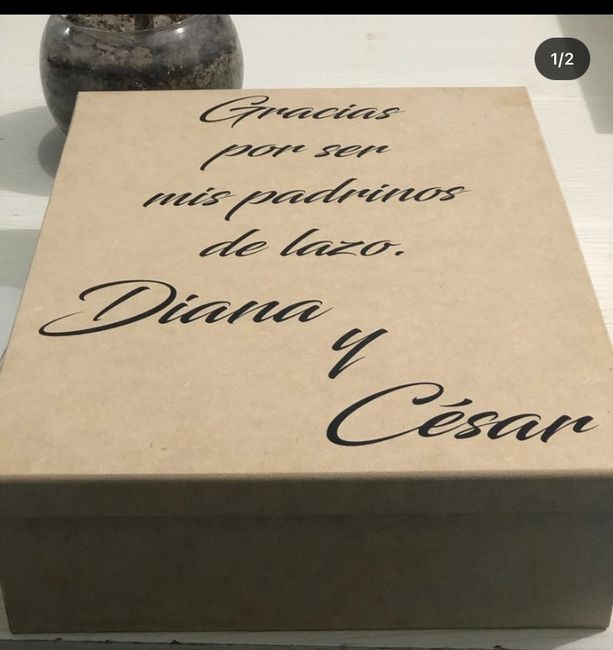 1/2
Gracias
por ser
mis padrinos
de lazo.
Diana
y
César